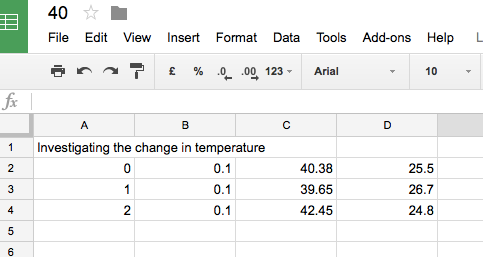 40
File Edit View Insert Format Data Tools Add-ons Help L
£ % .0 .00 123 Arial 10
fx
A B C D
1 Investigating the change in temperature
2 0 0.1 40.38 25.5
3 1 0.1 39.65 26.7
4 2 0.1 42.45 24.8
5
6